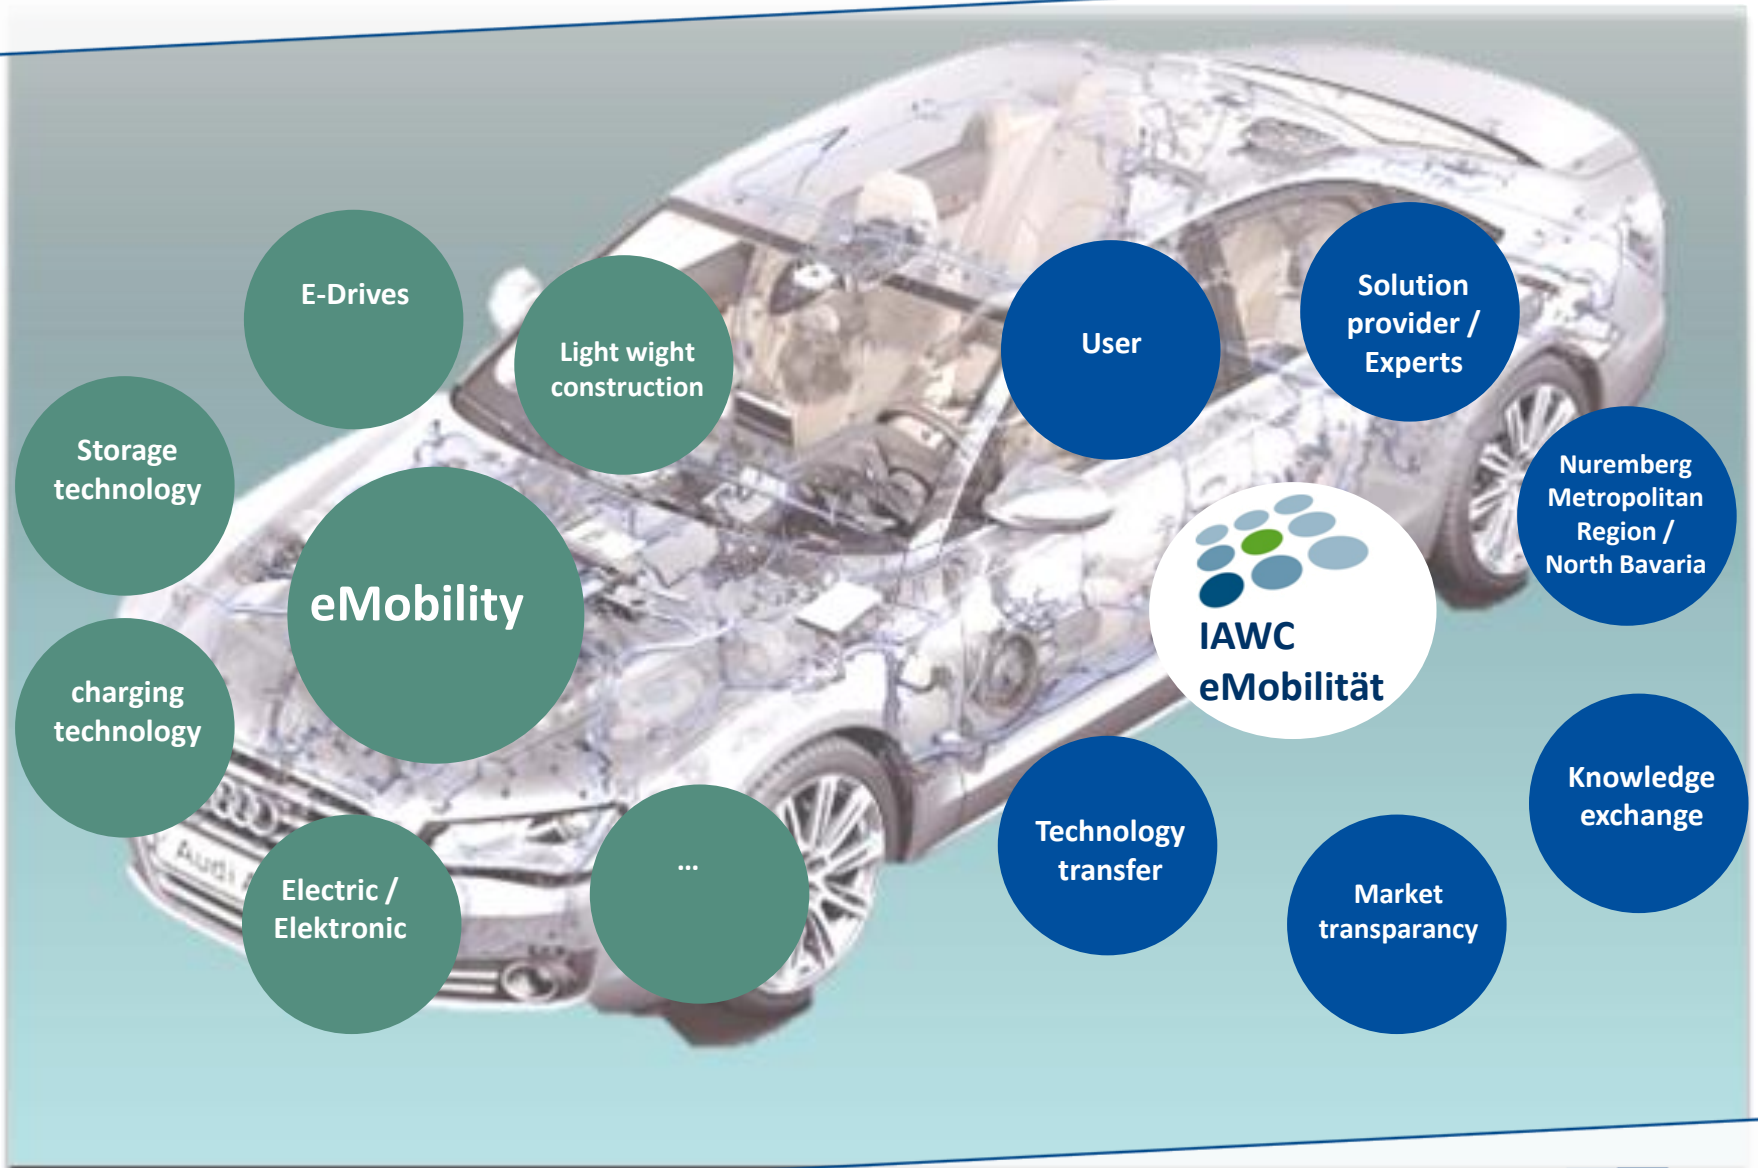 E-Drives
Light wight
construction
Storage
technology
eMobility
charging
technology
Electric /
Elektronic
...
User
Solution
provider /
Experts
Nuremberg
Metropolitan
Region /
North Bavaria
IAWC
eMobilität
Knowledge
exchange
Technology
transfer
Market
transparancy
Audi